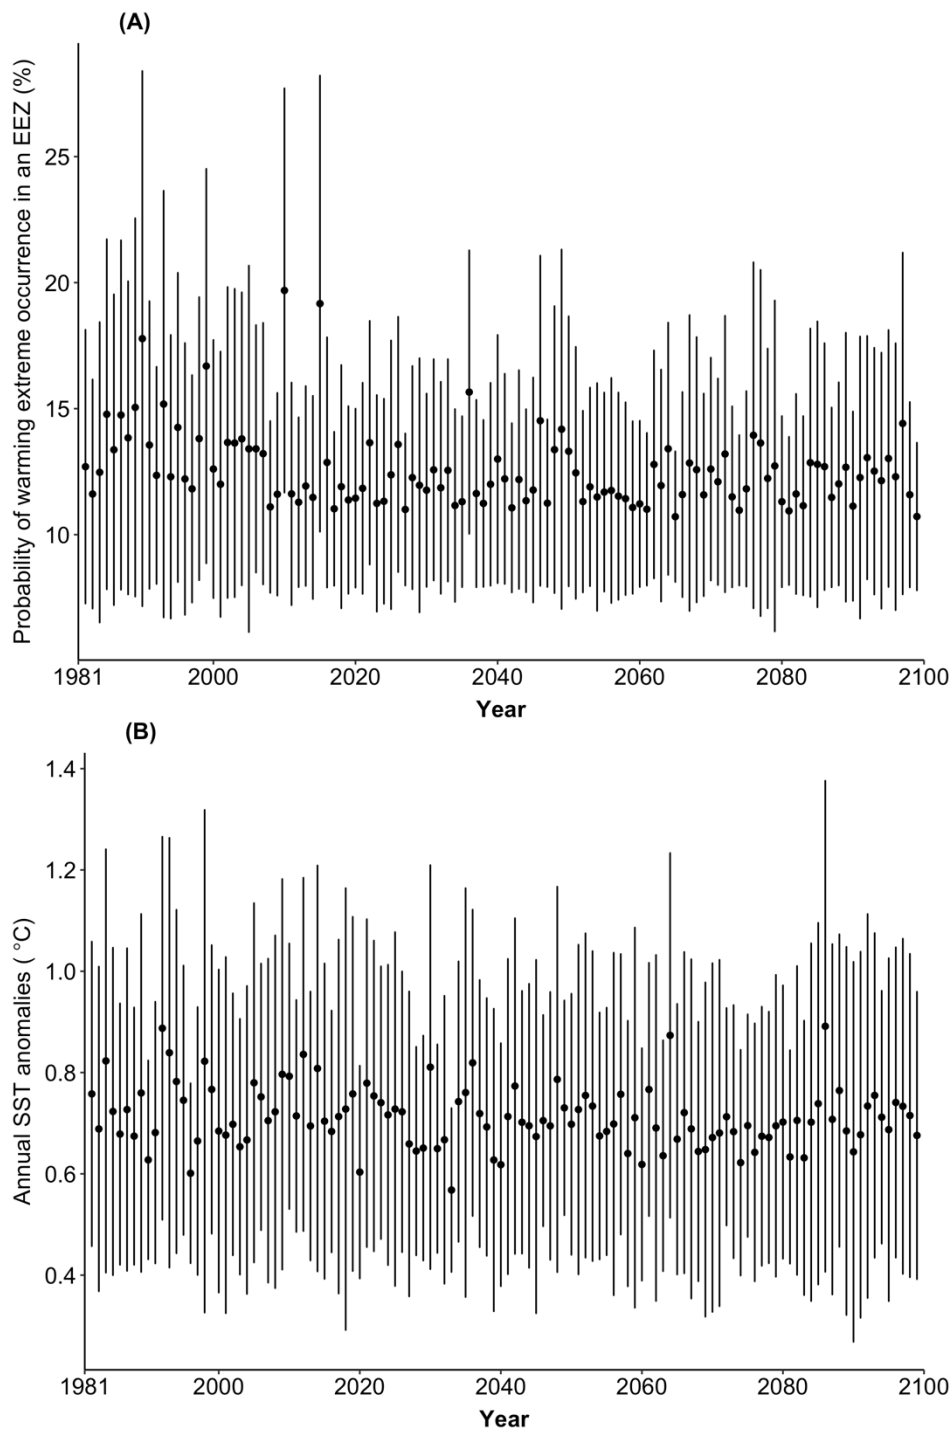 (A)
Probability of warming extreme occurrence in an EEZ (%)
25
20
15
10
1981 2000 2020 2040 2060 2080 2100
Year
(B)
Annual SST anomalies ( °C)
1.4
1.2
1.0
0.8
0.6
0.4
1981 2000 2020 2040 2060 2080 2100
Year